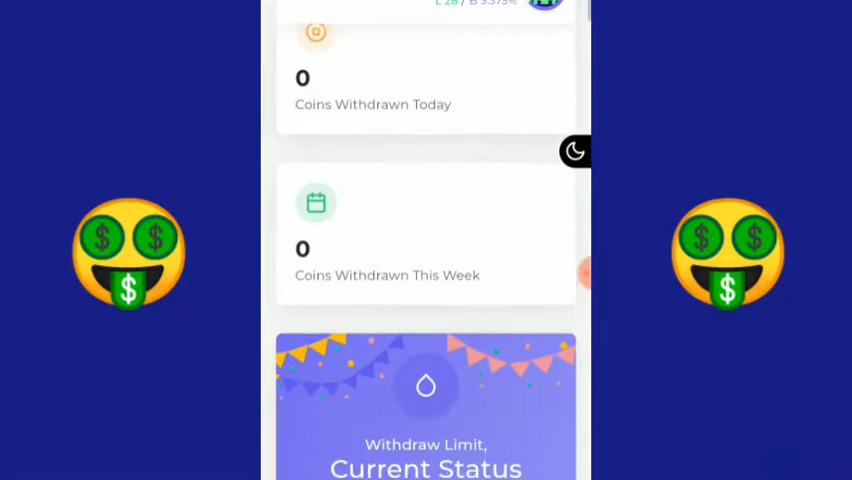 L 28 / B 3.375%
0
Coins Withdrawn Today
0
Coins Withdrawn This Week
Withdraw Limit,
Current Status